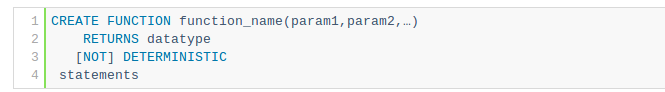 1 CREATE FUNCTION function_name(param1,param2,…)
2     RETURNS datatype
3    [NOT] DETERMINISTIC
4  statements